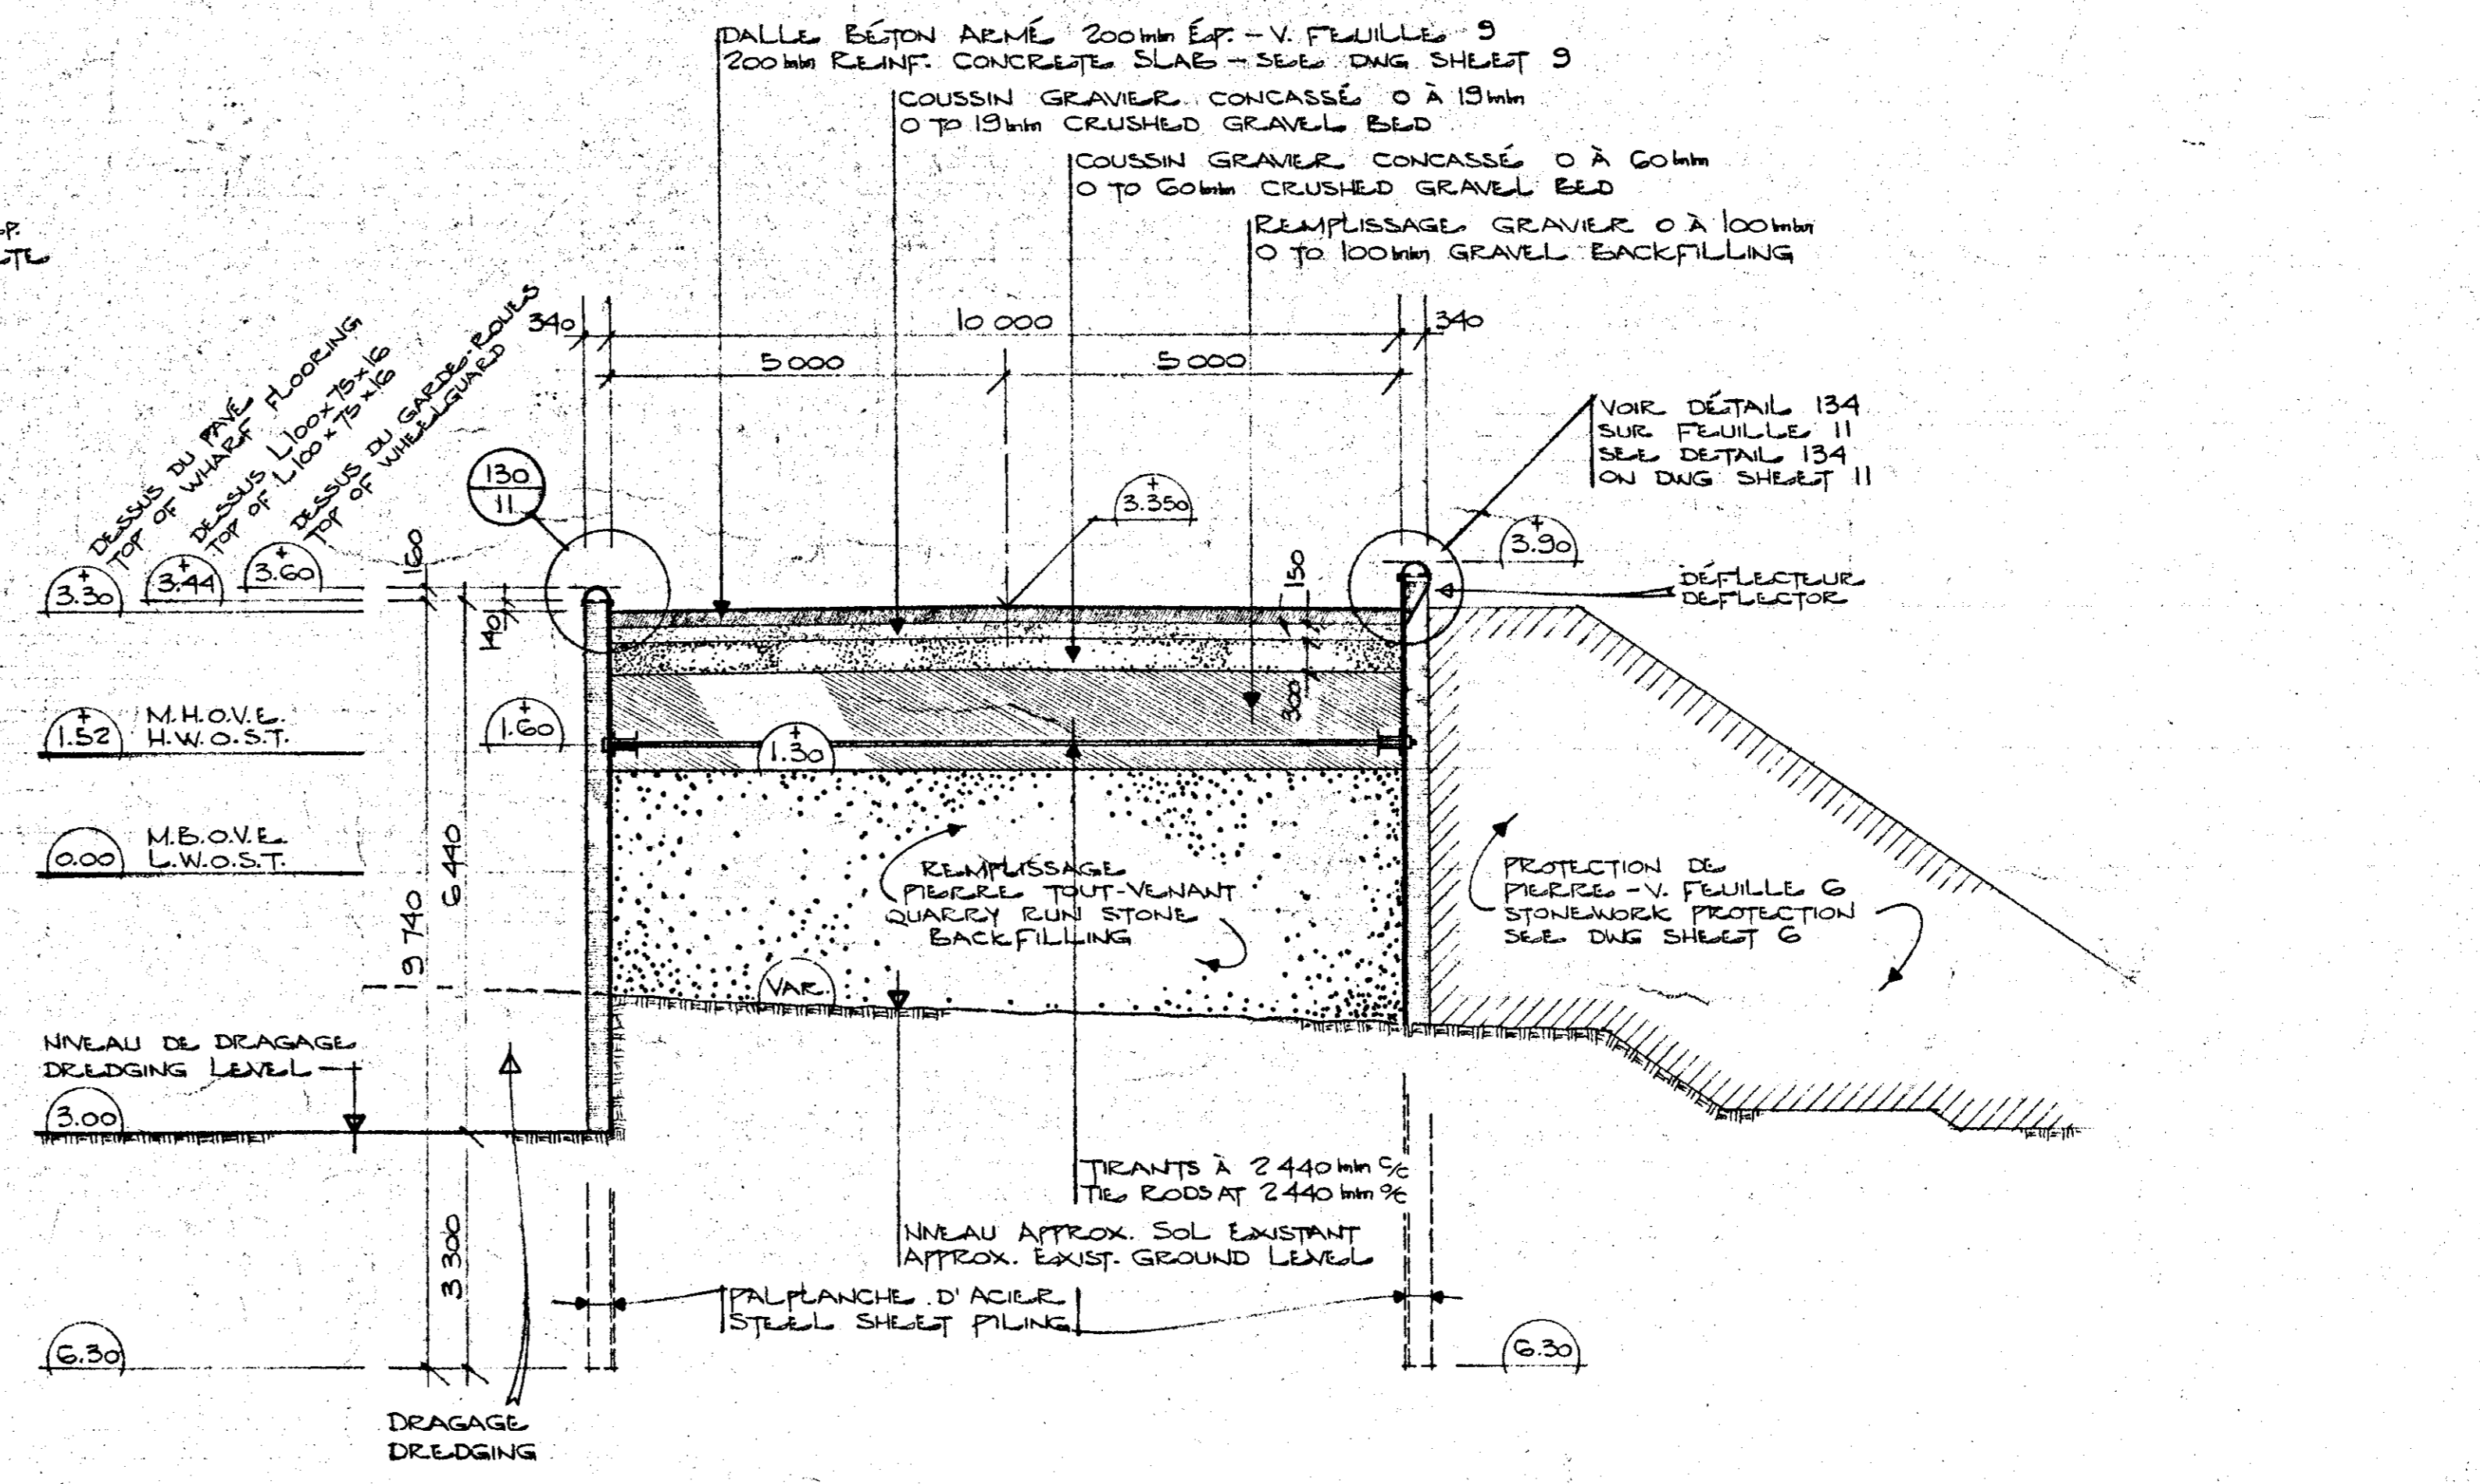 DALLE BÉTON ARMÉ 200mm ÉP. - V. FEUILLE 9
200mm REINF. CONCRETE SLAB - SEE DWG SHEET 9
COUSSIN GRAVIER CONCASSÉ 0 À 19mm
0 TO 19mm CRUSHED GRAVEL BED
COUSSIN GRAVIER CONCASSÉ 0 À 60mm
0 TO 60mm CRUSHED GRAVEL BED
REMPLISSAGE GRAVIER 0 À 100mm
0 TO 100mm GRAVEL BACKFILLING
340
10 000
340
5 000
5 000
DESSUS DU PAVÉ
TOP OF WHARF FLOORING
DESSUS L 100 x 75 x 16
TOP OF L 100 x 75 x 16
DESSUS DU GARDE-ROUES
TOP OF WHEELGUARD
+ 3.30
+ 3.44
+ 3.60
160
140
130
11
+ 3.350
VOIR DÉTAIL 134
SUR FEUILLE 11
SEE DETAIL 134
ON DWG SHEET 11
+ 3.90
DÉFLECTEUR
DEFLECTOR
150
300
+ 1.52
M.H.O.V.E.
H.W.O.S.T.
+ 1.60
+ 1.30
0.00
M.B.O.V.E.
L.W.O.S.T.
9 740
6 440
REMPLISSAGE
PIERRE TOUT-VENANT
QUARRY RUN STONE
BACKFILLING
PROTECTION DE
PIERRE - V. FEUILLE 6
STONEWORK PROTECTION
SEE DWG SHEET 6
VAR.
NIVEAU DE DRAGAGE
DREDGING LEVEL
3.00
TIRANTS À 2 440mm c/c
TIE RODS AT 2 440mm c/c
NIVEAU APPROX. SOL EXISTANT
APPROX. EXIST. GROUND LEVEL
3 300
PALPLANCHE D'ACIER
STEEL SHEET PILING
6.30
6.30
DRAGAGE
DREDGING